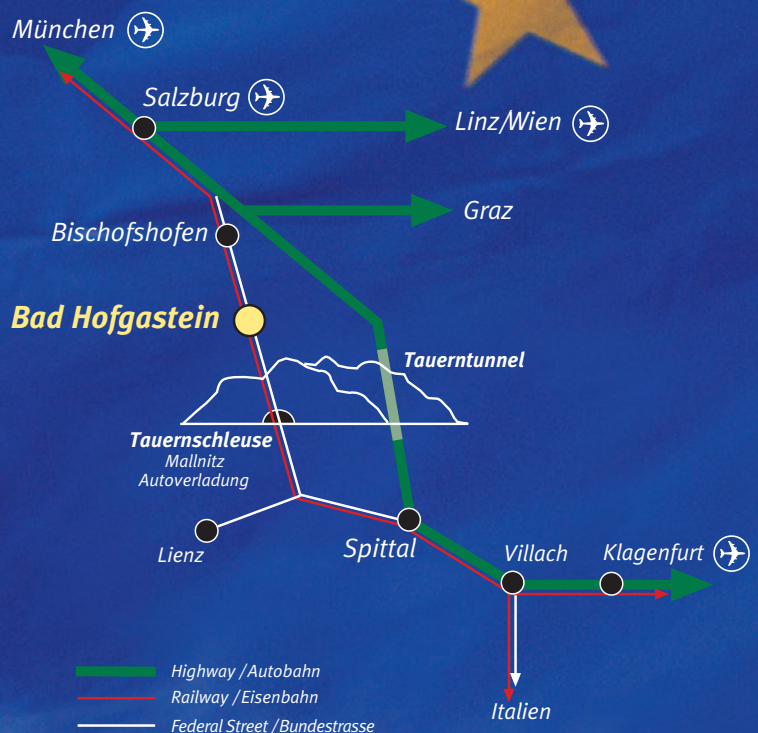 München
Salzburg
Linz/Wien
Graz
Bischofshofen
Bad Hofgastein
Tauerntunnel
Tauernschleuse
Mallnitz
Autoverladung
Lienz
Spittal
Villach
Klagenfurt
Italien
Highway / Autobahn
Railway / Eisenbahn
Federal Street / Bundestrasse